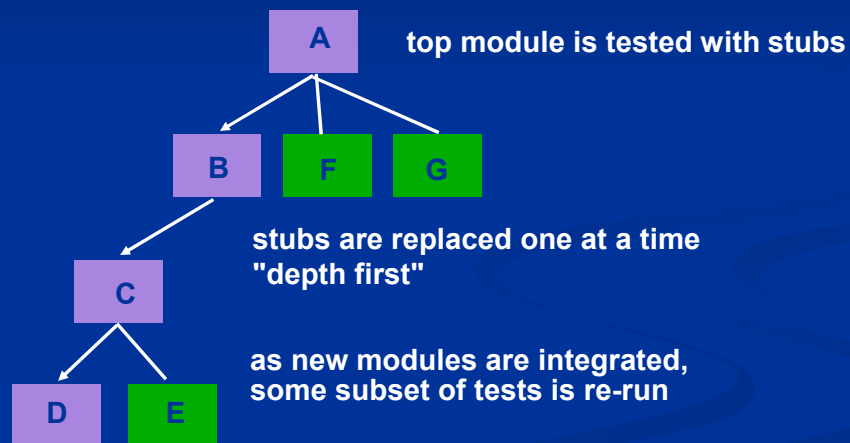 A
top module is tested with stubs
B
F
G
stubs are replaced one at a time
"depth first"
C
as new modules are integrated,
some subset of tests is re-run
D
E